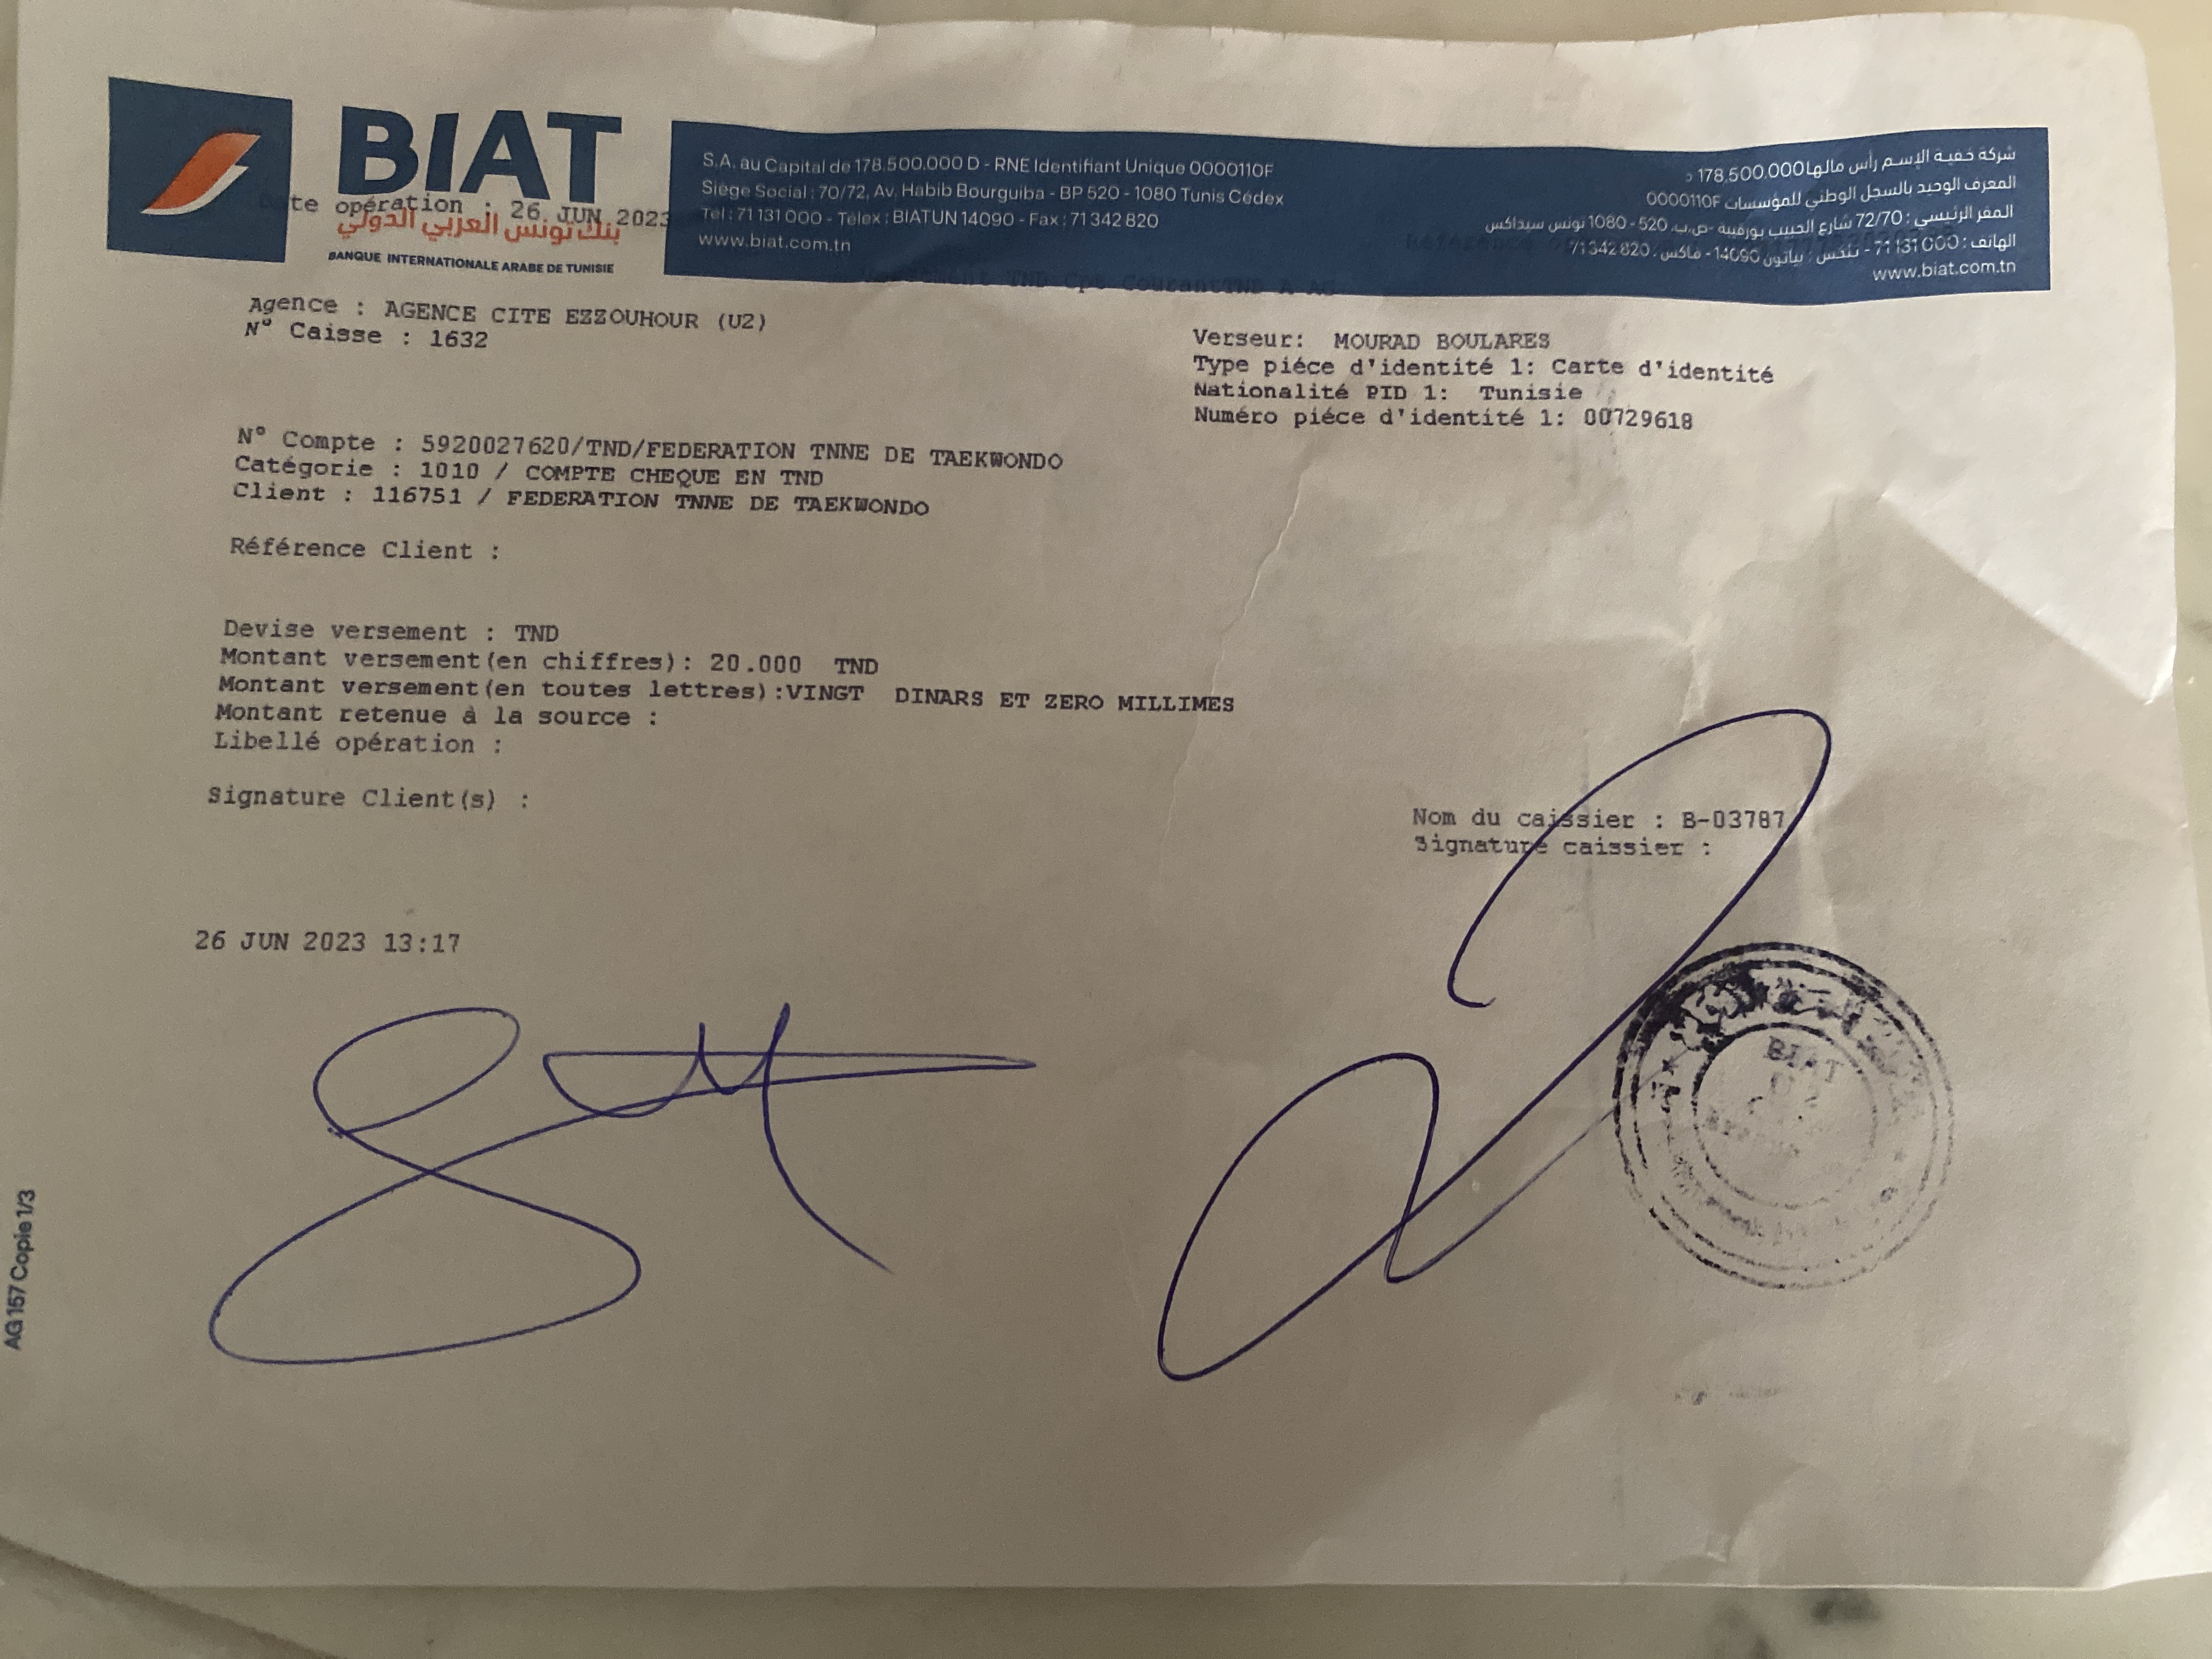 BIAT
Date opération : 26 JUN 2023
بنك تونس العربي الدولي
BANQUE INTERNATIONALE ARABE DE TUNISIE
S.A. au Capital de 178.500.000 D - RNE Identifiant Unique 0000110F
Siège Social : 70/72, Av. Habib Bourguiba - BP 520 - 1080 Tunis Cédex
Tél : 71 131 000 - Télex : BIATUN 14090 - Fax : 71 342 820
www.biat.com.tn
شركة خفية الإسم رأس مالها 178.500.000 د
المعرف الوحيد بالسجل الوطني للمؤسسات 0000110F
المقر الرئيسي : 72/70 شارع الحبيب بورقيبة -ص.ب. 520 - 1080 تونس سيداكس
الهاتف : 71 131 000 - تلكس : بياتون 14090 - فاكس : 71 342 820
www.biat.com.tn
Versement TND Cpt CourantTND A AG
Agence : AGENCE CITE EZZOUHOUR (U2)
N° Caisse : 1632
Verseur: MOURAD BOULARES
Type piéce d'identité 1: Carte d'identité
Nationalité PID 1: Tunisie
Numéro piéce d'identité 1: 00729618
N° Compte : 5920027620/TND/FEDERATION TNNE DE TAEKWONDO
Catégorie : 1010 / COMPTE CHEQUE EN TND
Client : 116751 / FEDERATION TNNE DE TAEKWONDO
Référence Client :
Devise versement : TND
Montant versement(en chiffres): 20.000 TND
Montant versement(en toutes lettres):VINGT DINARS ET ZERO MILLIMES
Montant retenue à la source :
Libellé opération :
Signature Client(s) :
Nom du caissier : B-03787
Signature caissier :
26 JUN 2023 13:17
BIAT
AG 157 Copie 1/3